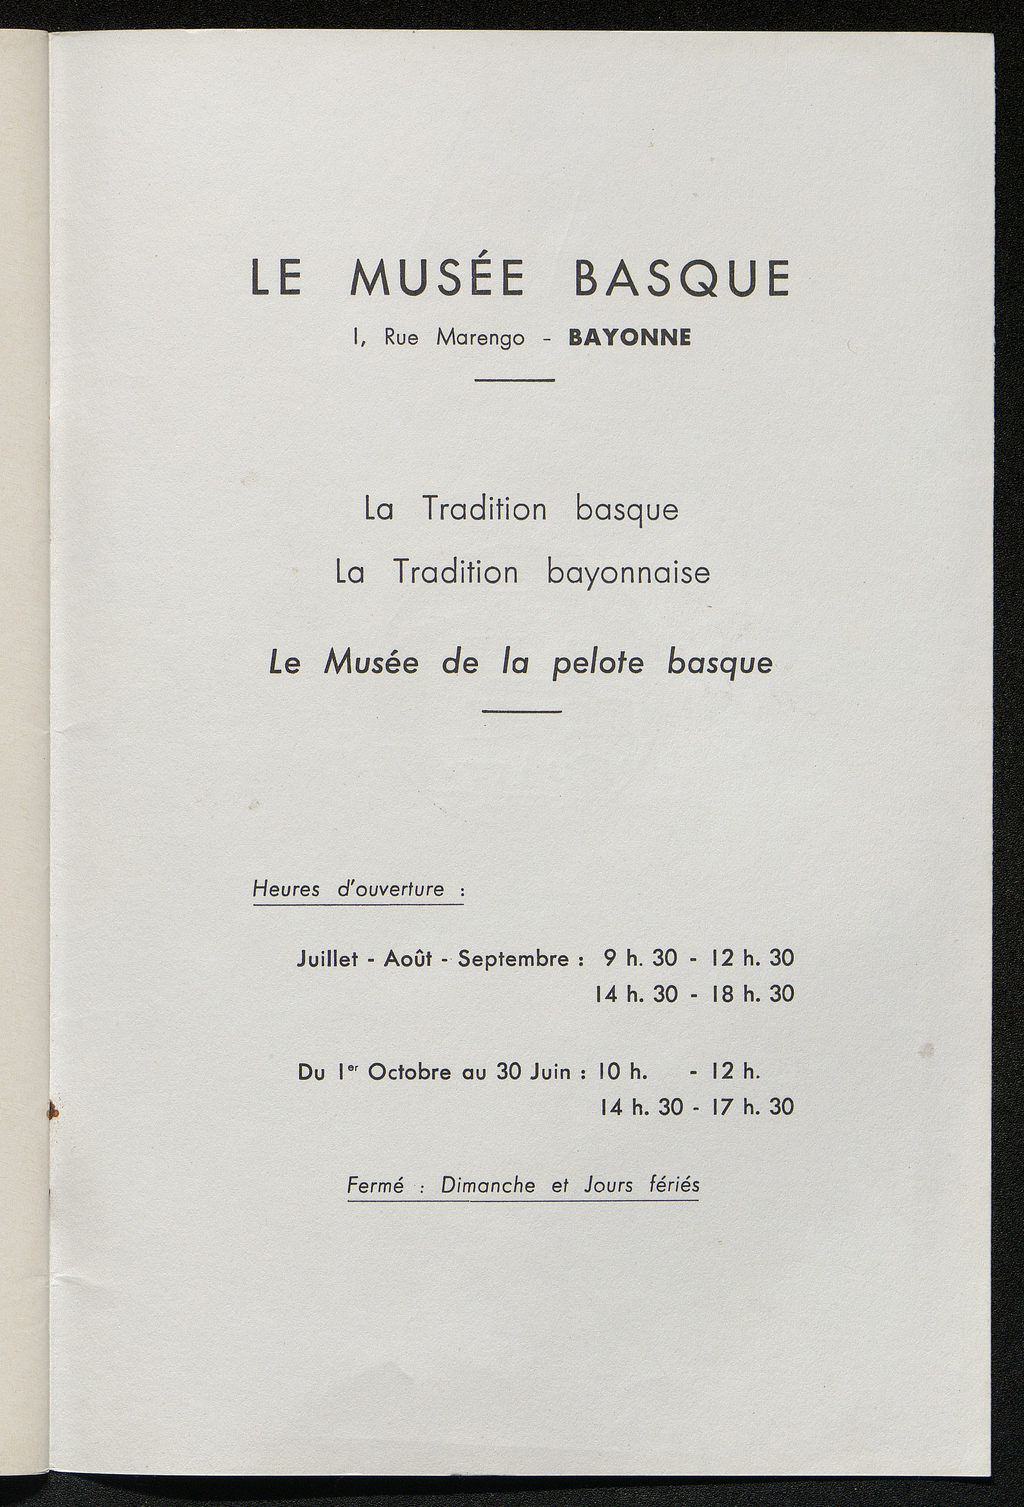 LE MUSÉE BASQUE
1, Rue Marengo - BAYONNE
La Tradition basque
La Tradition bayonnaise
Le Musée de la pelote basque
Heures d'ouverture :
Juillet - Août - Septembre : 9 h. 30 - 12 h. 30
14 h. 30 - 18 h. 30
Du 1er Octobre au 30 Juin : 10 h. - 12 h.
14 h. 30 - 17 h. 30
Fermé : Dimanche et Jours fériés